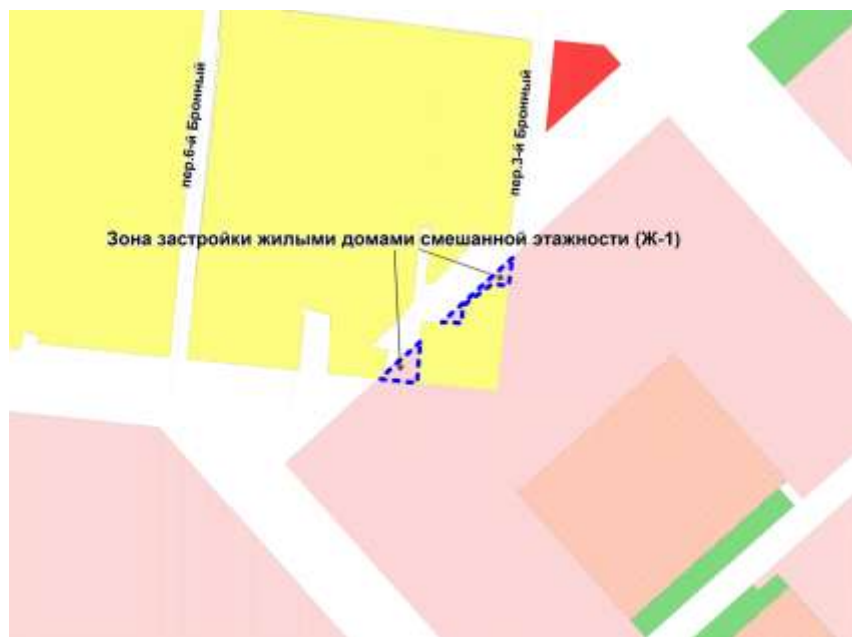 пер.6-й Бронный
пер.3-й Бронный
Зона застройки жилыми домами смешанной этажности (Ж-1)